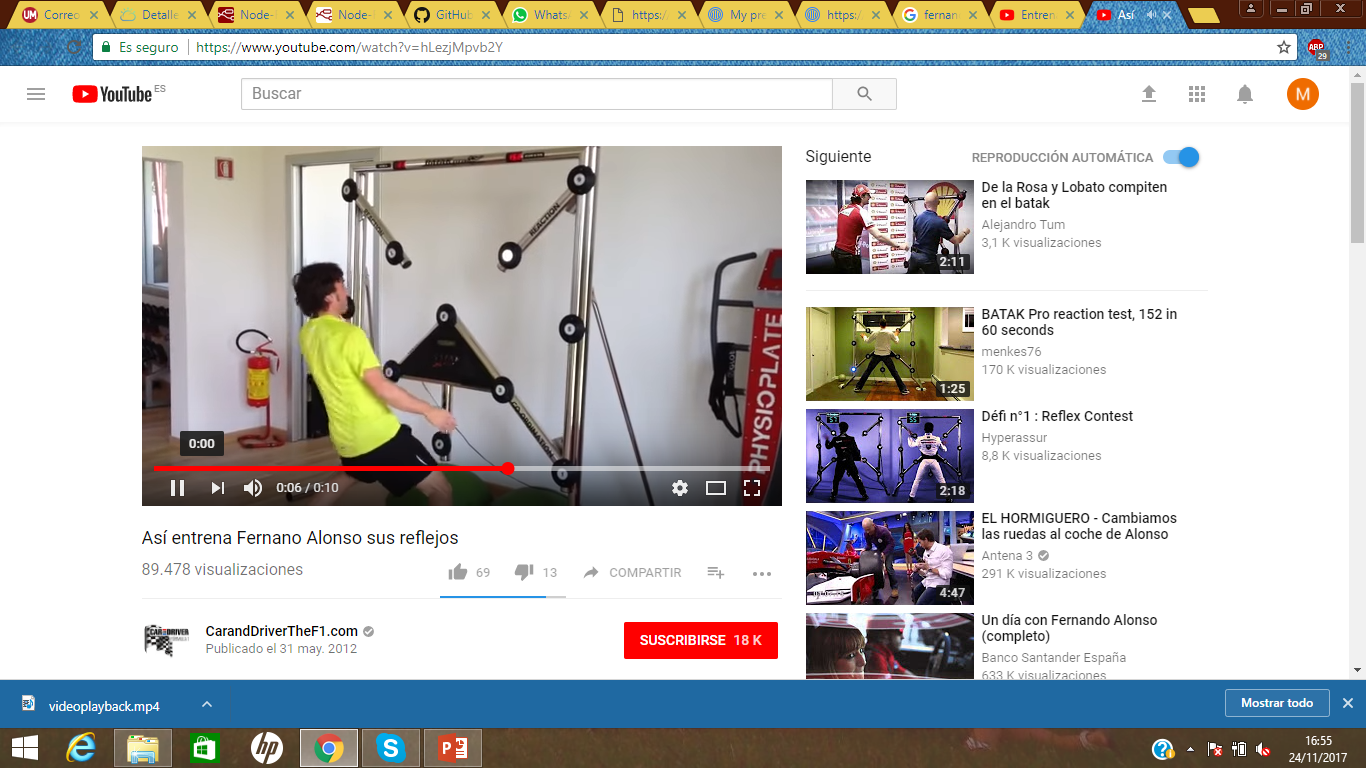 Correo
Detalle
Node-
Node-
GitHub
WhatsA
https:/
My pre
https:/
fernan
Entren
Así
Es seguro
https://www.youtube.com/watch?v=hLezjMpvb2Y
ABP
29
YouTube ES
Buscar
M
REACTION
PHYSIOPLATE
0:00
0:06 / 0:10
Así entrena Fernano Alonso sus reflejos
89.478 visualizaciones
69
13
COMPARTIR
CarandDriverTheF1.com
Publicado el 31 may. 2012
SUSCRIBIRSE 18 K
Siguiente
REPRODUCCIÓN AUTOMÁTICA
De la Rosa y Lobato compiten
en el batak
Alejandro Tum
3,1 K visualizaciones
2:11
BATAK Pro reaction test, 152 in
60 seconds
menkes76
170 K visualizaciones
1:25
Défi n°1 : Reflex Contest
Hyperassur
8,8 K visualizaciones
2:18
EL HORMIGUERO - Cambiamos
las ruedas al coche de Alonso
Antena 3
291 K visualizaciones
4:47
Un día con Fernando Alonso
(completo)
Banco Santander España
633 K visualizaciones
videoplayback.mp4
Mostrar todo
16:55
24/11/2017